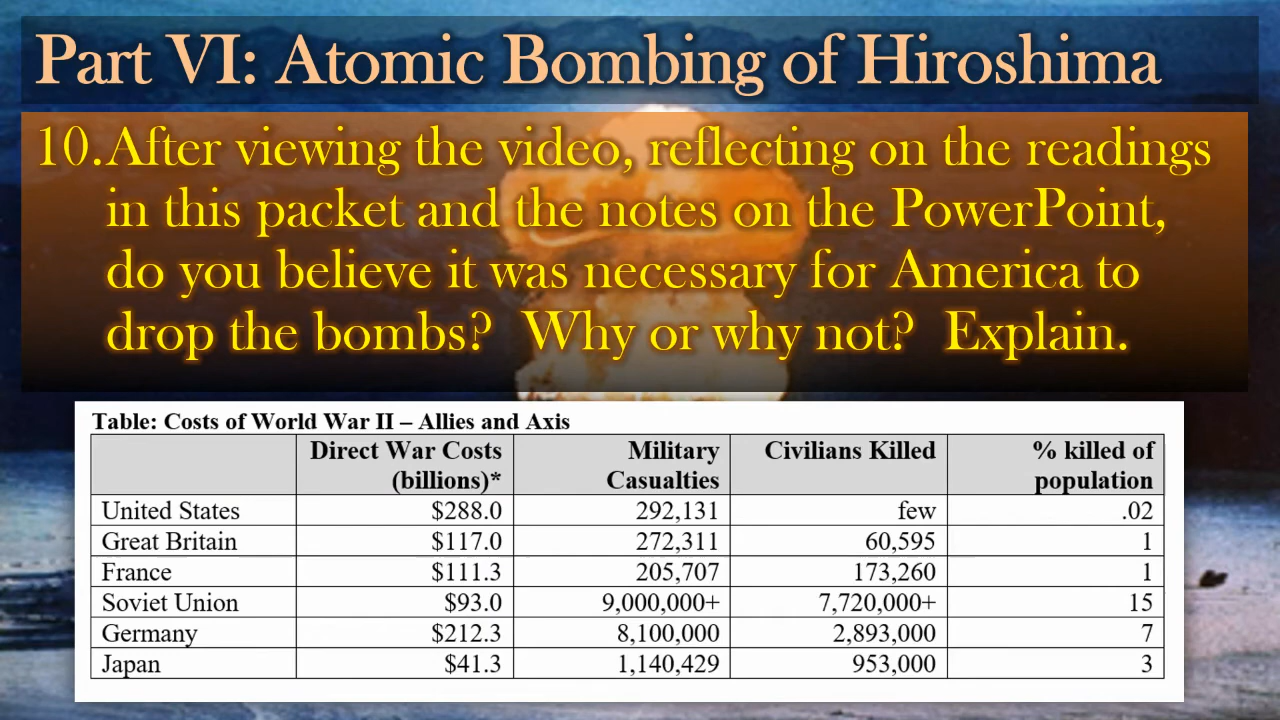 Part VI: Atomic Bombing of Hiroshima
10. After viewing the video, reflecting on the readings
in this packet and the notes on the PowerPoint,
do you believe it was necessary for America to
drop the bombs? Why or why not? Explain.
Table: Costs of World War II – Allies and Axis
Direct War Costs (billions)* Military Casualties Civilians Killed % killed of population
United States $288.0 292,131 few .02
Great Britain $117.0 272,311 60,595 1
France $111.3 205,707 173,260 1
Soviet Union $93.0 9,000,000+ 7,720,000+ 15
Germany $212.3 8,100,000 2,893,000 7
Japan $41.3 1,140,429 953,000 3